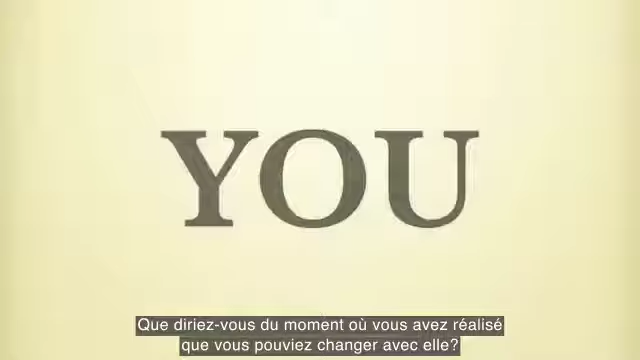 YOU
Que diriez-vous du moment où vous avez réalisé
que vous pouviez changer avec elle?